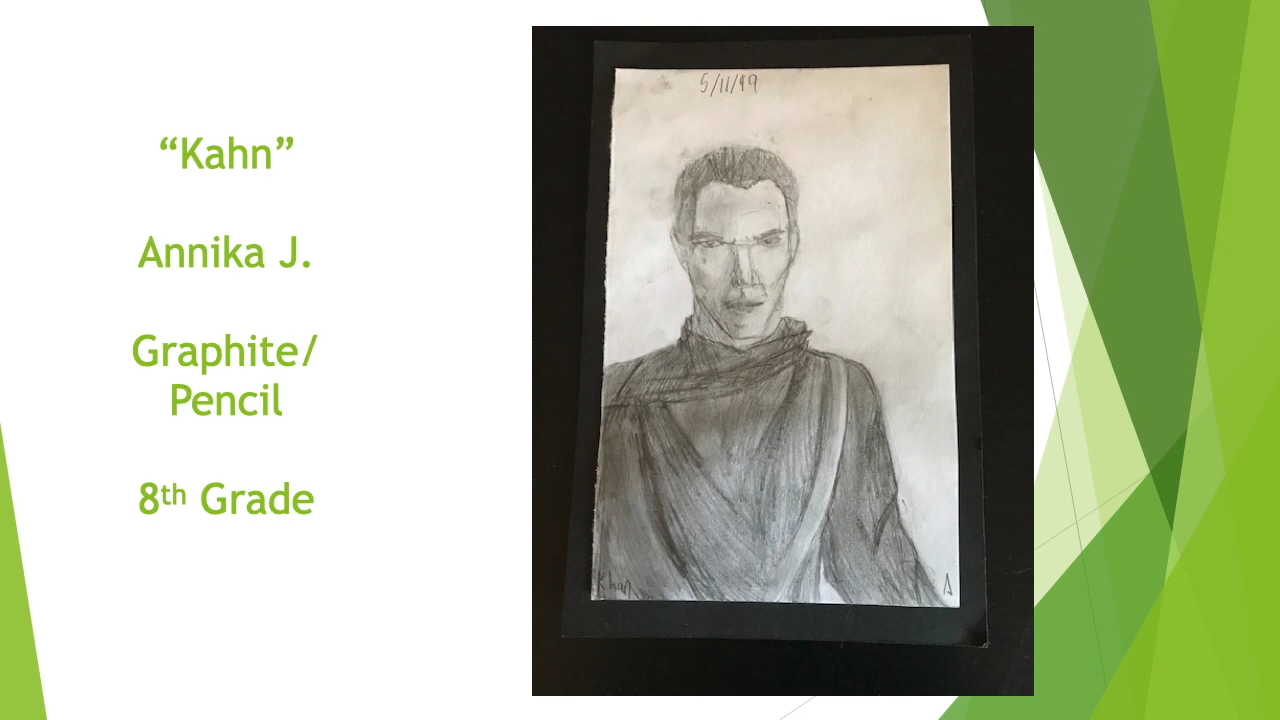 “Kahn”
Annika J.
Graphite/
Pencil
8th Grade
5/11/19
Khan
A